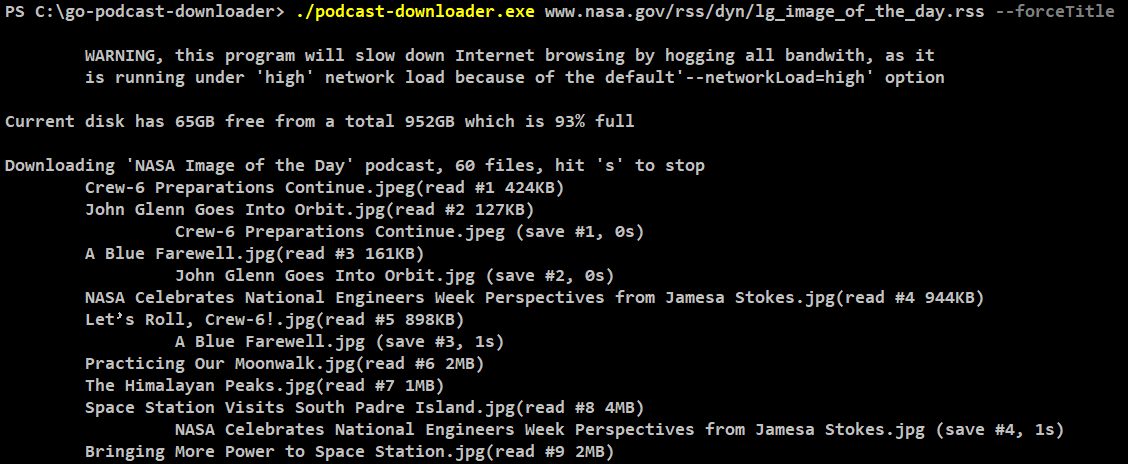 PS C:\go-podcast-downloader> ./podcast-downloader.exe www.nasa.gov/rss/dyn/lg_image_of_the_day.rss --forceTitle
WARNING, this program will slow down Internet browsing by hogging all bandwith, as it
is running under 'high' network load because of the default'--networkLoad=high' option
Current disk has 65GB free from a total 952GB which is 93% full
Downloading 'NASA Image of the Day' podcast, 60 files, hit 's' to stop
Crew-6 Preparations Continue.jpeg(read #1 424KB)
John Glenn Goes Into Orbit.jpg(read #2 127KB)
Crew-6 Preparations Continue.jpeg (save #1, 0s)
A Blue Farewell.jpg(read #3 161KB)
John Glenn Goes Into Orbit.jpg (save #2, 0s)
NASA Celebrates National Engineers Week Perspectives from Jamesa Stokes.jpg(read #4 944KB)
Let’s Roll, Crew-6!.jpg(read #5 898KB)
A Blue Farewell.jpg (save #3, 1s)
Practicing Our Moonwalk.jpg(read #6 2MB)
The Himalayan Peaks.jpg(read #7 1MB)
Space Station Visits South Padre Island.jpg(read #8 4MB)
NASA Celebrates National Engineers Week Perspectives from Jamesa Stokes.jpg (save #4, 1s)
Bringing More Power to Space Station.jpg(read #9 2MB)